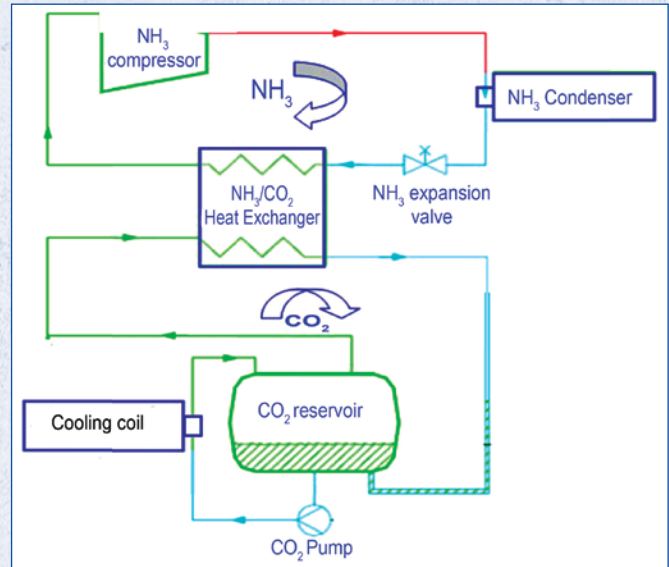 NH₃
compressor
NH₃
NH₃ Condenser
NH₃/CO₂
Heat Exchanger
NH₃ expansion
valve
CO₂
CO₂ reservoir
Cooling coil
CO₂ Pump